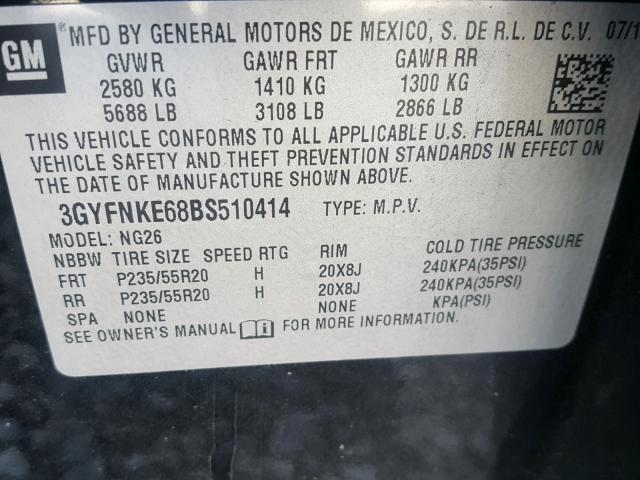 GM ® MFD BY GENERAL MOTORS DE MEXICO, S. DE R.L. DE C.V. 07/1
GVWR GAWR FRT GAWR RR
2580 KG 1410 KG 1300 KG
5688 LB 3108 LB 2866 LB
THIS VEHICLE CONFORMS TO ALL APPLICABLE U.S. FEDERAL MOTOR
VEHICLE SAFETY AND THEFT PREVENTION STANDARDS IN EFFECT ON
THE DATE OF MANUFACTURE SHOWN ABOVE.
3GYFNKE68BS510414 TYPE: M.P.V.
MODEL: NG26
NBBW TIRE SIZE SPEED RTG RIM COLD TIRE PRESSURE
FRT P235/55R20 H 20X8J 240KPA(35PSI)
RR P235/55R20 H 20X8J 240KPA(35PSI)
SPA NONE NONE KPA(PSI)
SEE OWNER'S MANUAL FOR MORE INFORMATION.